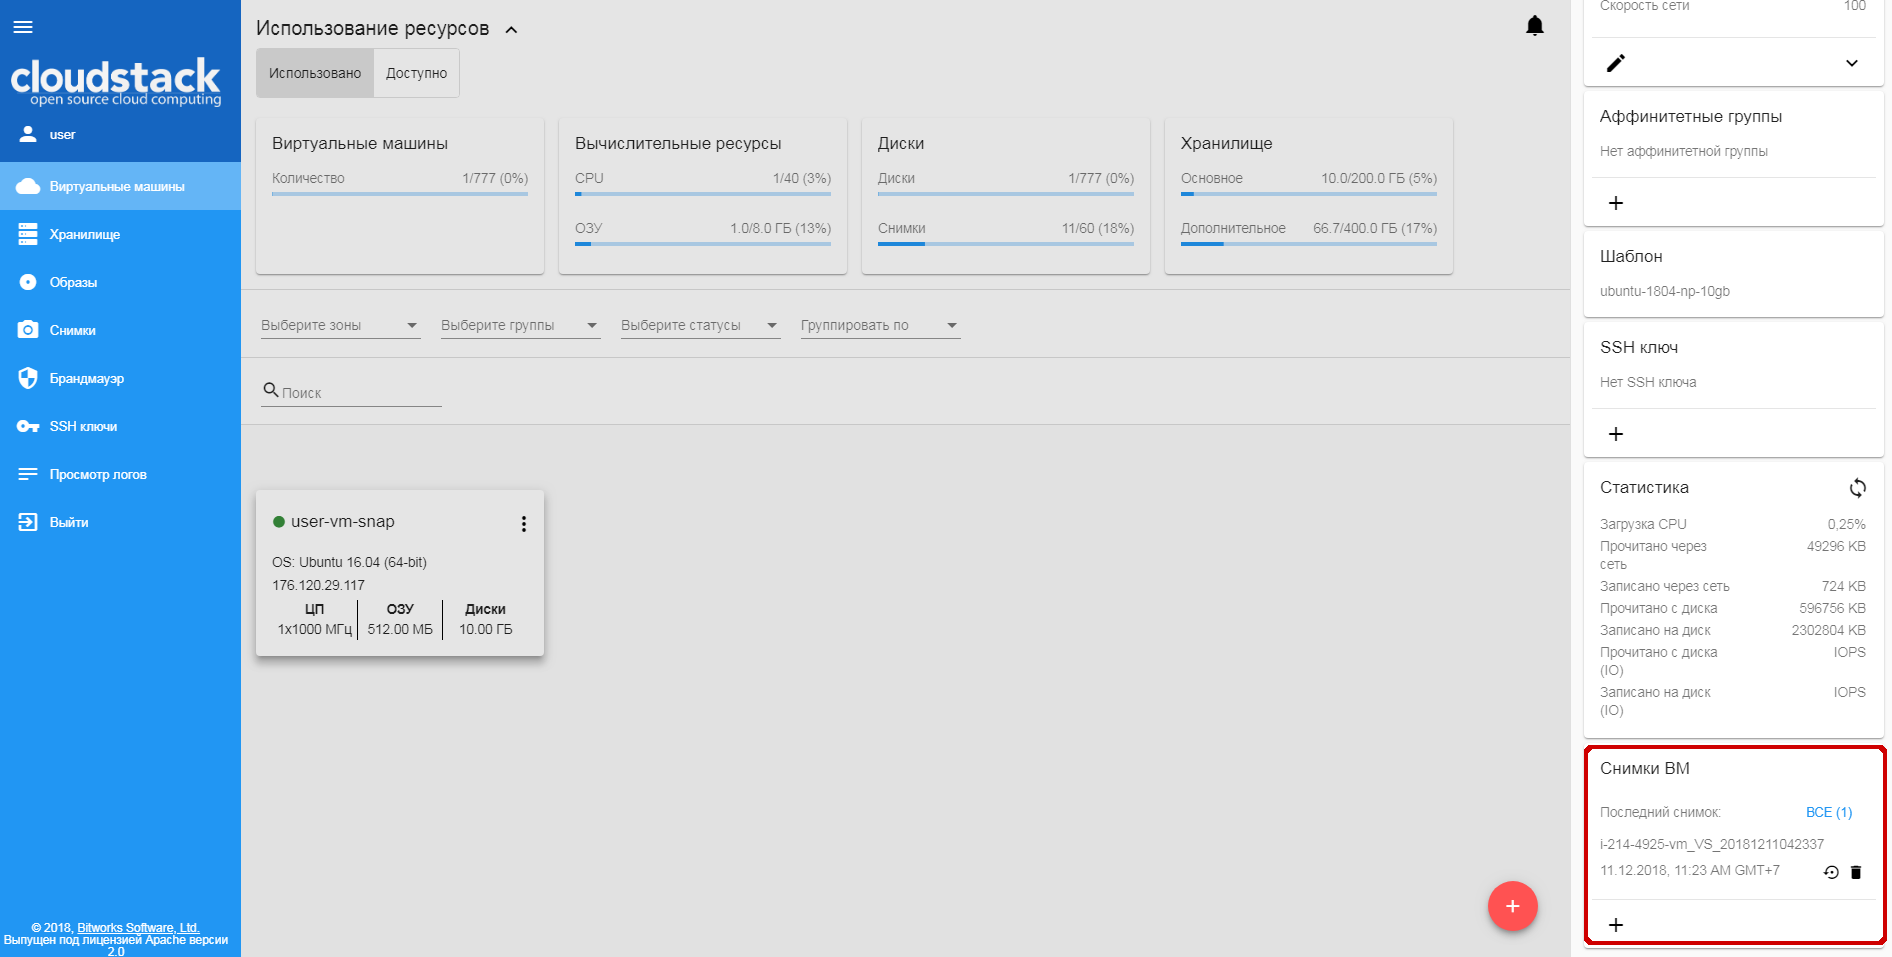 cloudstack
open source cloud computing
user
Виртуальные машины
Хранилище
Образы
Снимки
Брандмауэр
SSH ключи
Просмотр логов
Выйти
© 2018, Bitworks Software, Ltd.
Выпущен под лицензией Apache версии
2.0
Использование ресурсов
Использовано Доступно
Виртуальные машины
Количество 1/777 (0%)
Вычислительные ресурсы
CPU 1/40 (3%)
ОЗУ 1.0/8.0 ГБ (13%)
Диски
Диски 1/777 (0%)
Снимки 11/60 (18%)
Хранилище
Основное 10.0/200.0 ГБ (5%)
Дополнительное 66.7/400.0 ГБ (17%)
Выберите зоны Выберите группы Выберите статусы Группировать по
Поиск
user-vm-snap
OS: Ubuntu 16.04 (64-bit)
176.120.29.117
ЦП ОЗУ Диски
1x1000 МГц 512.00 МБ 10.00 ГБ
Скорость сети 100
Аффинитетные группы
Нет аффинитетной группы
Шаблон
ubuntu-1804-np-10gb
SSH ключ
Нет SSH ключа
Статистика
Загрузка CPU 0,25%
Прочитано через 49296 KB
сеть
Записано через сеть 724 KB
Прочитано с диска 596756 KB
Записано на диск 2302804 KB
Прочитано с диска IOPS
(IO)
Записано на диск IOPS
(IO)
Снимки ВМ
Последний снимок: ВСЕ (1)
i-214-4925-vm_VS_20181211042337
11.12.2018, 11:23 AM GMT+7